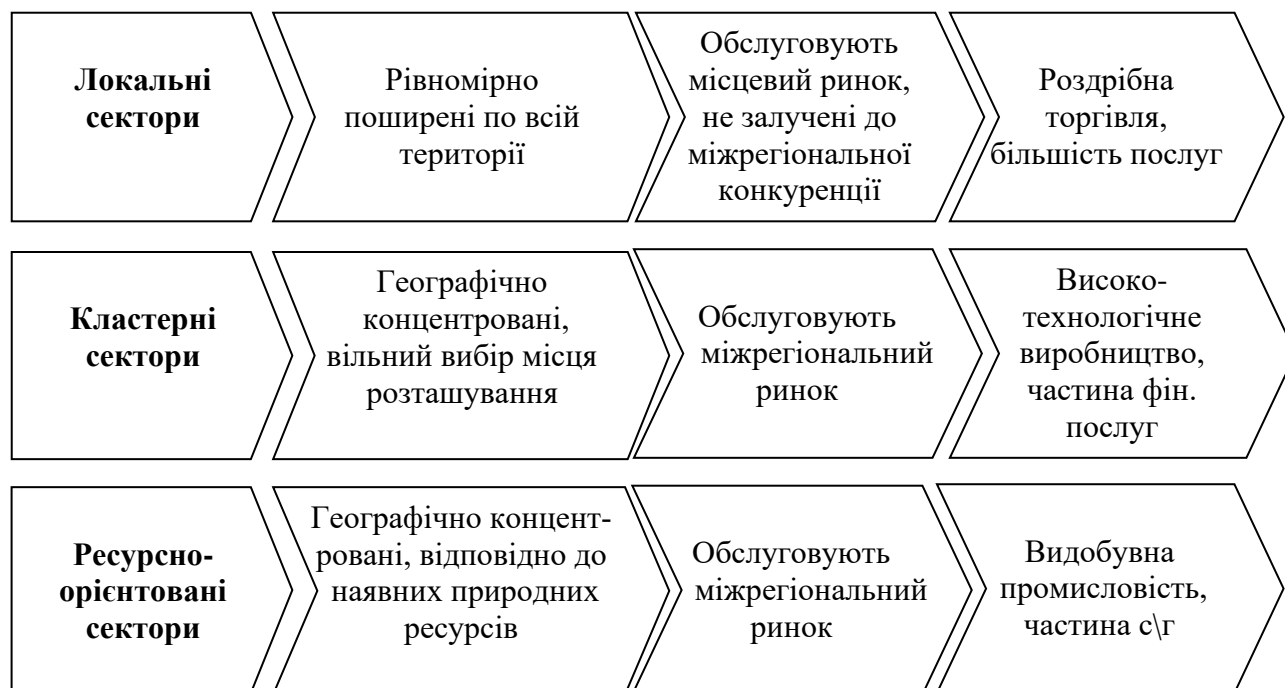 Локальні
сектори
Рівномірно
поширені по всій
території
Обслуговують
місцевий ринок,
не залучені до
міжрегіональної
конкуренції
Роздрібна
торгівля,
більшість послуг
Кластерні
сектори
Географічно
концентровані,
вільний вибір місця
розташування
Обслуговують
міжрегіональний
ринок
Високо-
технологічне
виробництво,
частина фін.
послуг
Ресурсно-
орієнтовані
сектори
Географічно концент-
ровані, відповідно до
наявних природних
ресурсів
Обслуговують
міжрегіональний
ринок
Видобувна
промисловість,
частина с\г